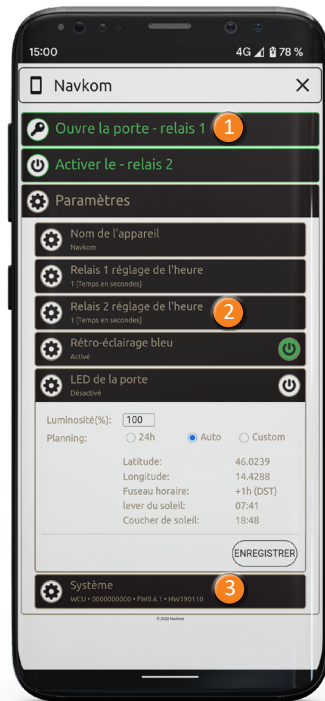 15:00 4G 78 %
Navkom
Ouvre la porte - relais 1 1
Activer le - relais 2
Paramètres
Nom de l'appareil
Navkom
Relais 1 réglage de l'heure
1 [Temps en secondes]
Relais 2 réglage de l'heure 2
1 [Temps en secondes]
Rétro-éclairage bleu
Activé
LED de la porte
Désactivé
Luminosité(%): 100
Planning: 24h Auto Custom
Latitude: 46.0239
Longitude: 14.4288
Fuseau horaire: +1h (DST)
lever du soleil: 07:41
Coucher de soleil: 18:48
ENREGISTRER
Système 3
WCU • 0000000000 • FW0.4.1 • HW190110
© 2022 Navkom